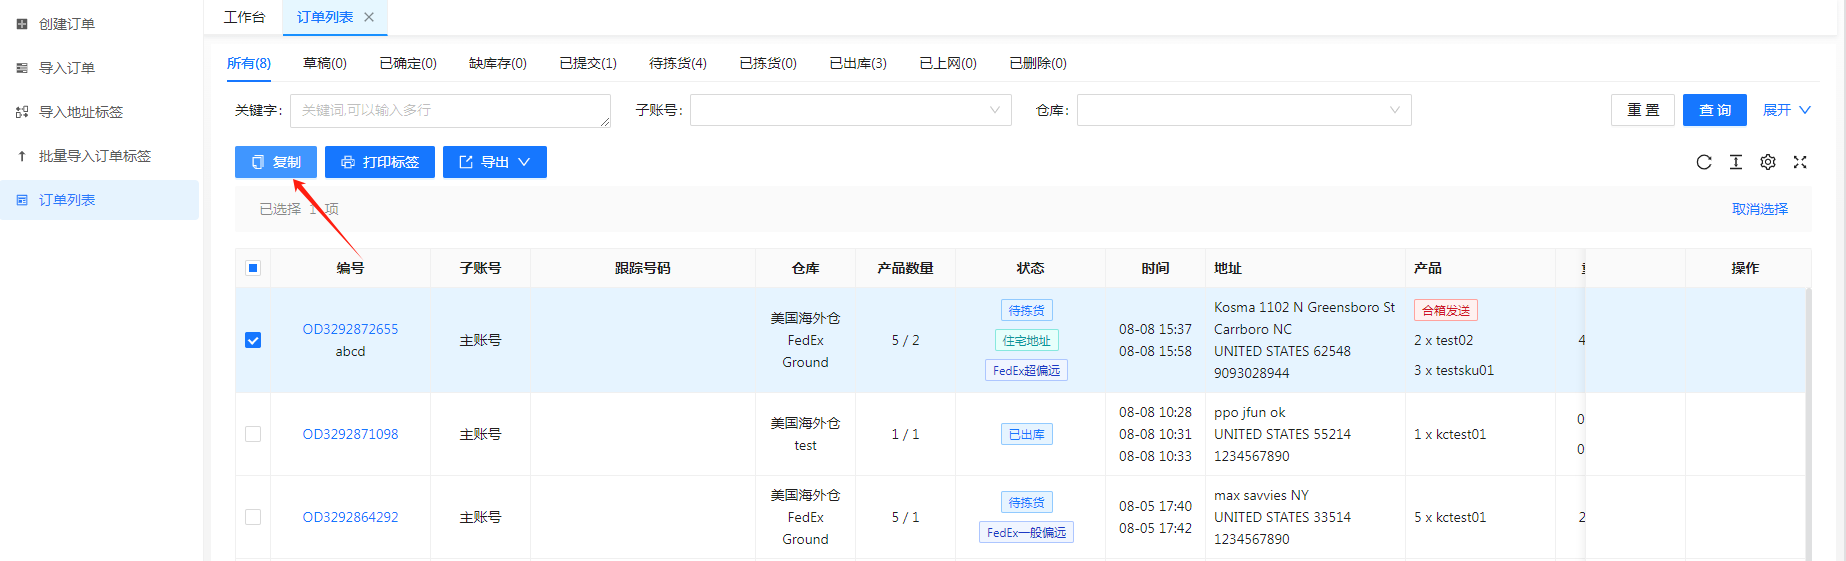 创建订单
导入订单
导入地址标签
批量导入订单标签
订单列表
工作台
订单列表
所有(8)
草稿(0)
已确定(0)
缺库存(0)
已提交(1)
待拣货(4)
已拣货(0)
已出库(3)
已上网(0)
已删除(0)
关键字：
关键词,可以输入多行
子账号：
仓库：
重 置
查 询
展开
复制
打印标签
导出
已选择 1 项
取消选择
编号
子账号
跟踪号码
仓库
产品数量
状态
时间
地址
产品
操作
OD3292872655
abcd
主账号
美国海外仓
FedEx
Ground
5 / 2
待拣货
住宅地址
FedEx超偏远
08-08 15:37
08-08 15:58
Kosma 1102 N Greensboro St
Carrboro NC
UNITED STATES 62548
9093028944
合箱发送
2 x test02
3 x testsku01
4
OD3292871098
主账号
美国海外仓
test
1 / 1
已出库
08-08 10:28
08-08 10:31
08-08 10:33
ppo jfun ok
UNITED STATES 55214
1234567890
1 x kctest01
0
0
OD3292864292
主账号
美国海外仓
FedEx
Ground
5 / 1
待拣货
FedEx一般偏远
08-05 17:40
08-05 17:42
max savvies NY
UNITED STATES 33514
1234567890
5 x kctest01
2